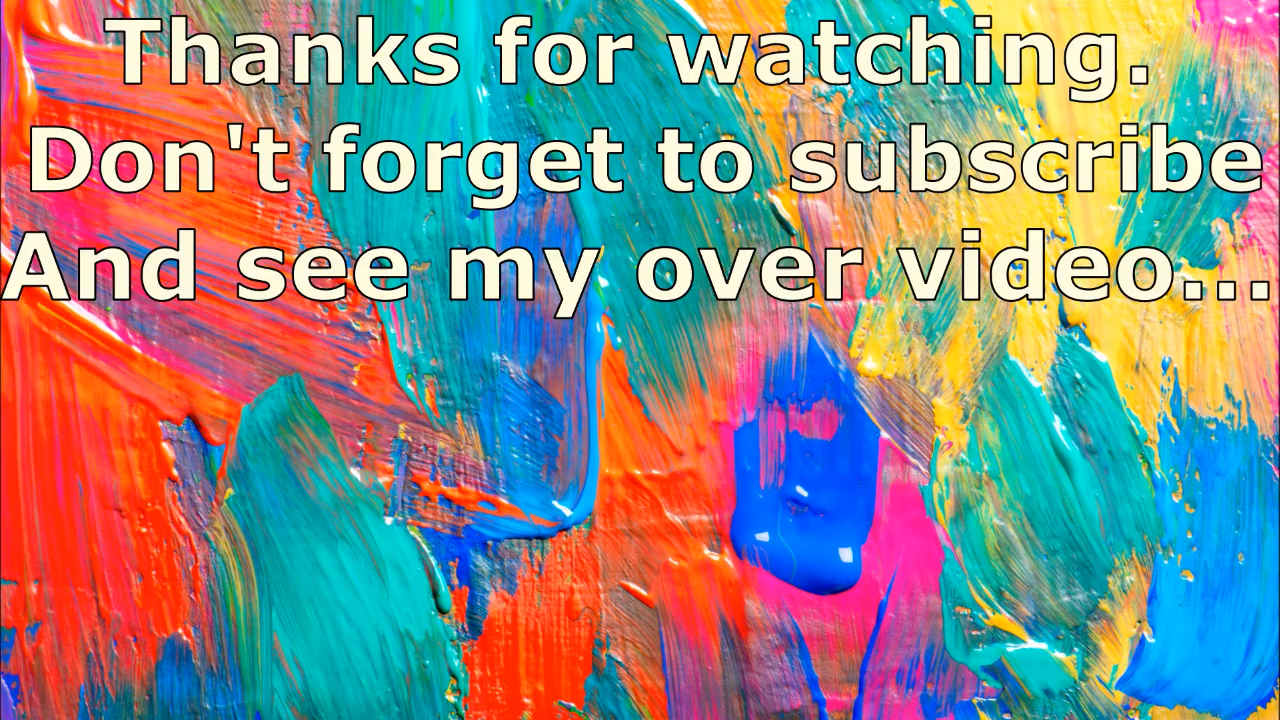 Thanks for watching.
Don't forget to subscribe
And see my over video...